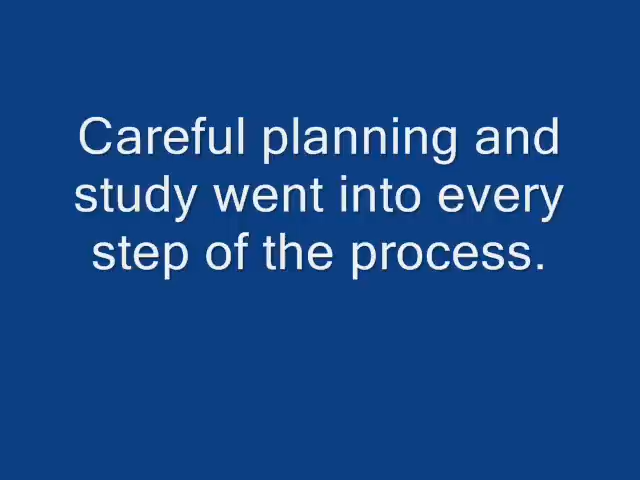 Careful planning and
study went into every
step of the process.